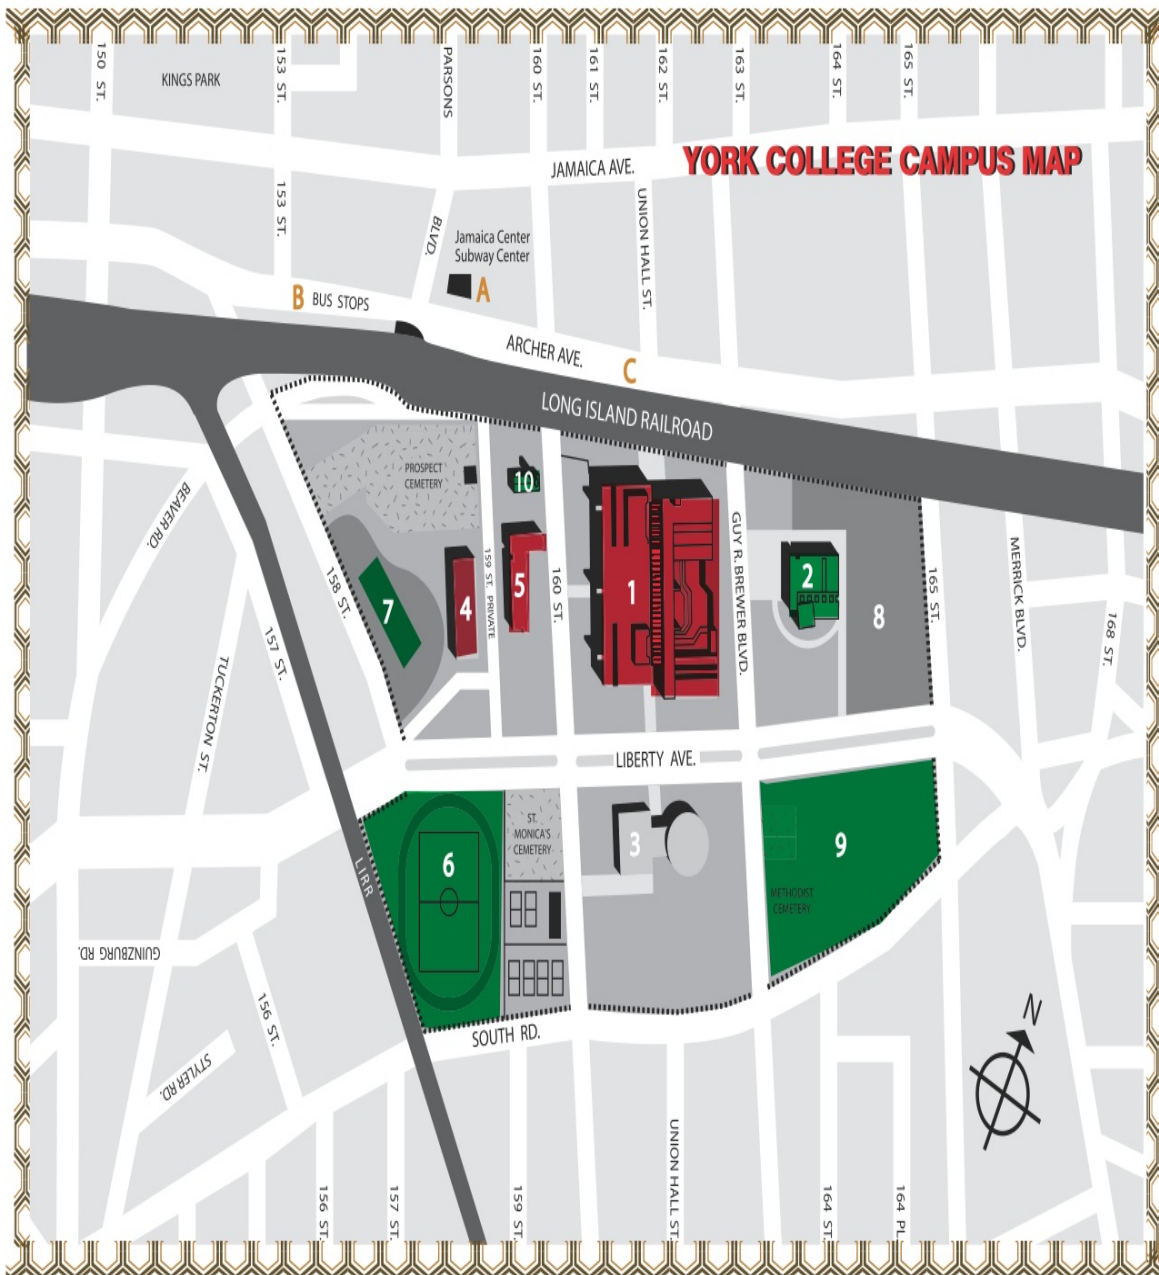 150 ST.
KINGS PARK
153 ST.
PARSONS
160 ST.
161 ST.
162 ST.
163 ST.
164 ST.
165 ST.
JAMAICA AVE.
YORK COLLEGE CAMPUS MAP
153 ST.
BLVD.
Jamaica Center
Subway Center
A
UNION HALL ST.
B BUS STOPS
ARCHER AVE.
C
LONG ISLAND RAILROAD
PROSPECT
CEMETERY
10
BEAVER RD.
158 ST.
7
4
159 ST. PRIVATE
5
160 ST.
1
GUY R. BREWER BLVD.
2
8
165 ST.
MERRICK BLVD.
168 ST.
157 ST.
TUCKERTON ST.
LIBERTY AVE.
LIRR
6
ST.
MONICA'S
CEMETERY
3
9
METHODIST
CEMETERY
GUINZBURG RD.
156 ST.
STYLER RD.
SOUTH RD.
N
156 ST.
157 ST.
159 ST.
UNION HALL ST.
164 ST.
164 PL